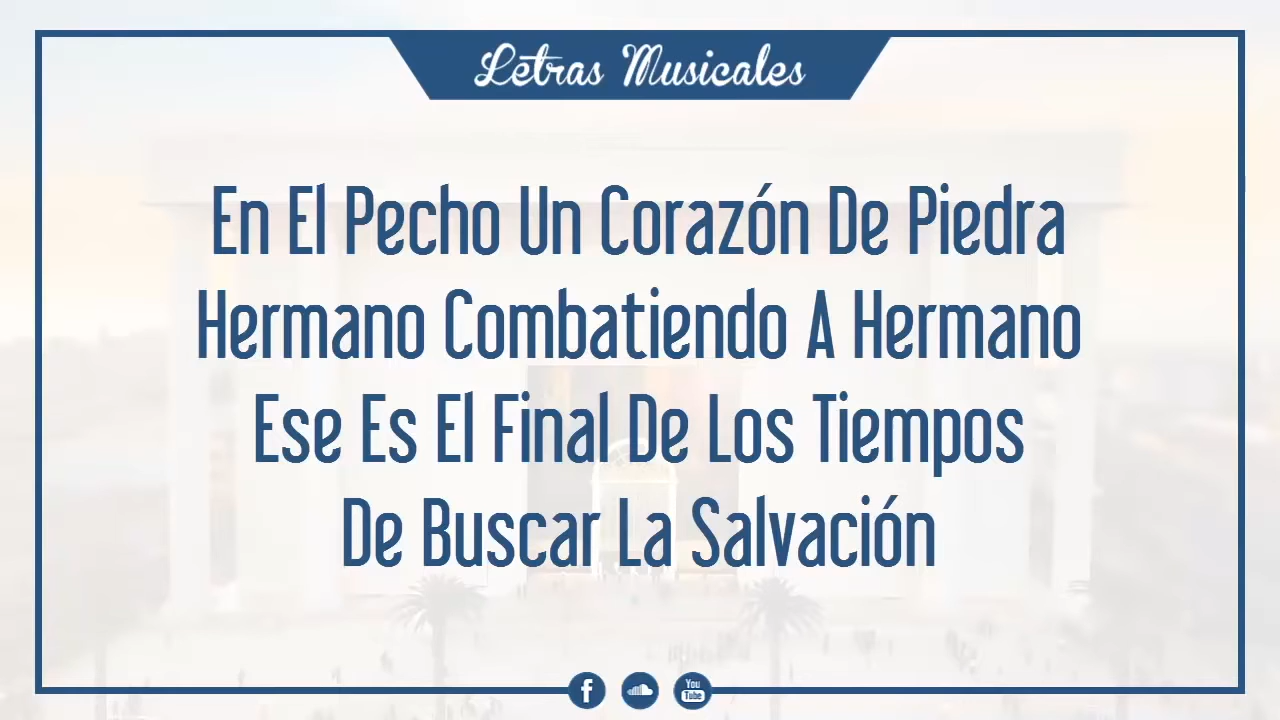 Letras Musicales
En El Pecho Un Corazón De Piedra
Hermano Combatiendo A Hermano
Ese Es El Final De Los Tiempos
De Buscar La Salvación
f
You
Tube